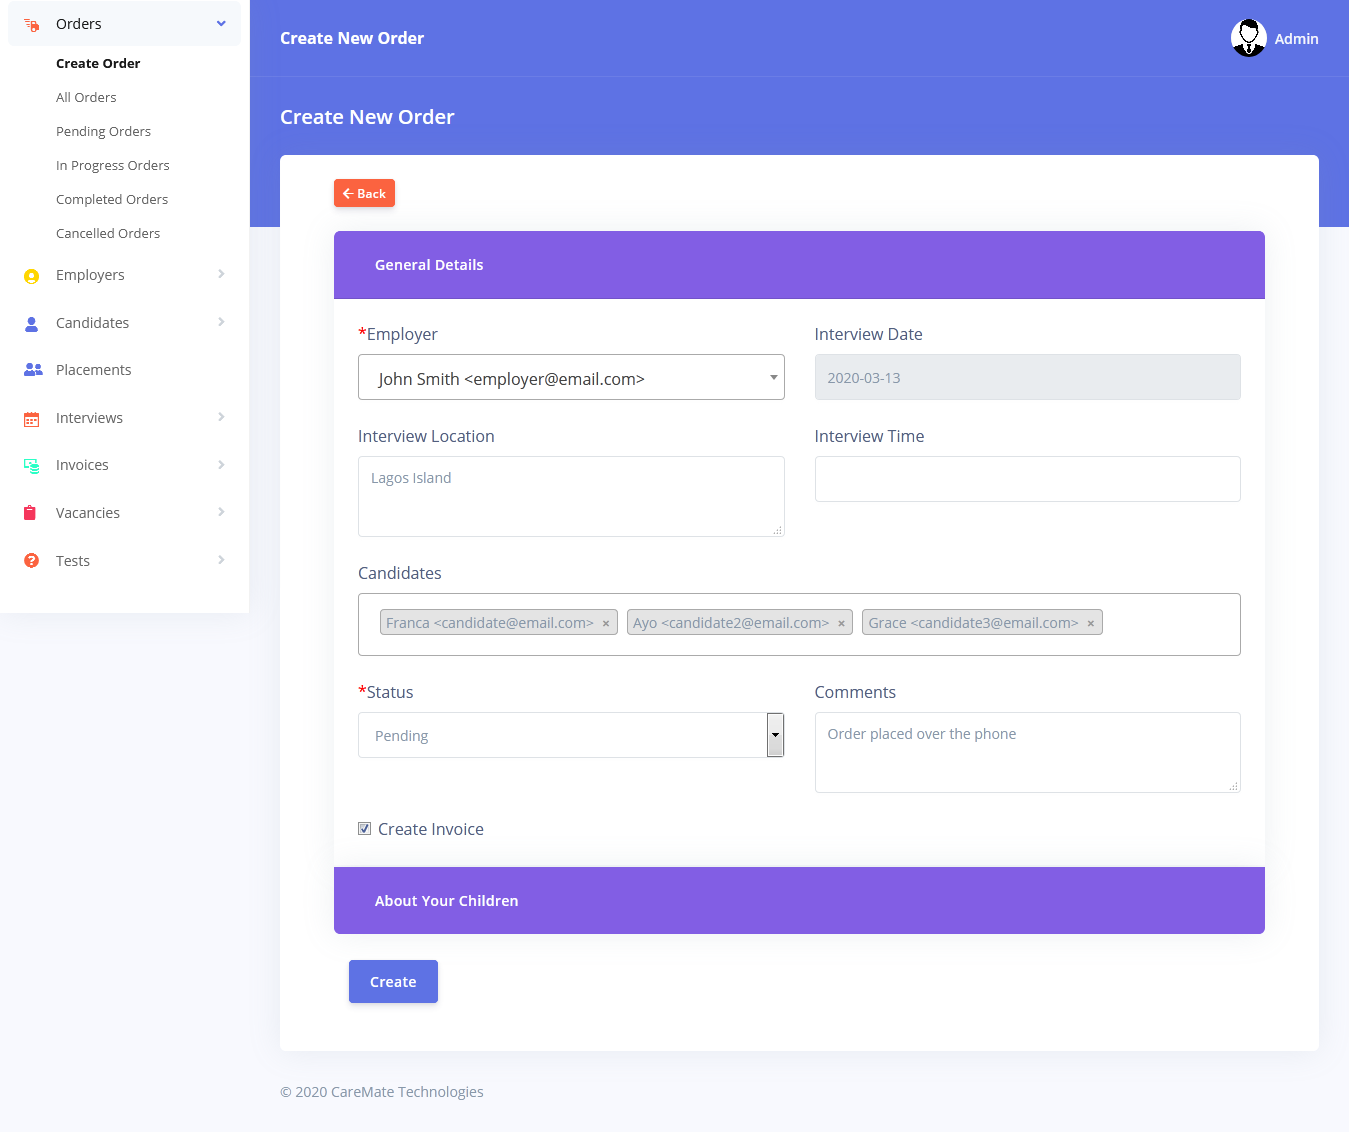 Orders
Create Order
All Orders
Pending Orders
In Progress Orders
Completed Orders
Cancelled Orders
Employers
Candidates
Placements
Interviews
Invoices
Vacancies
Tests
Create New Order
Admin
Create New Order
Back
General Details
*Employer
Interview Date
John Smith <employer@email.com>
2020-03-13
Interview Location
Interview Time
Lagos Island
Candidates
Franca <candidate@email.com> × Ayo <candidate2@email.com> × Grace <candidate3@email.com> ×
*Status
Comments
Pending
Order placed over the phone
Create Invoice
About Your Children
Create
© 2020 CareMate Technologies